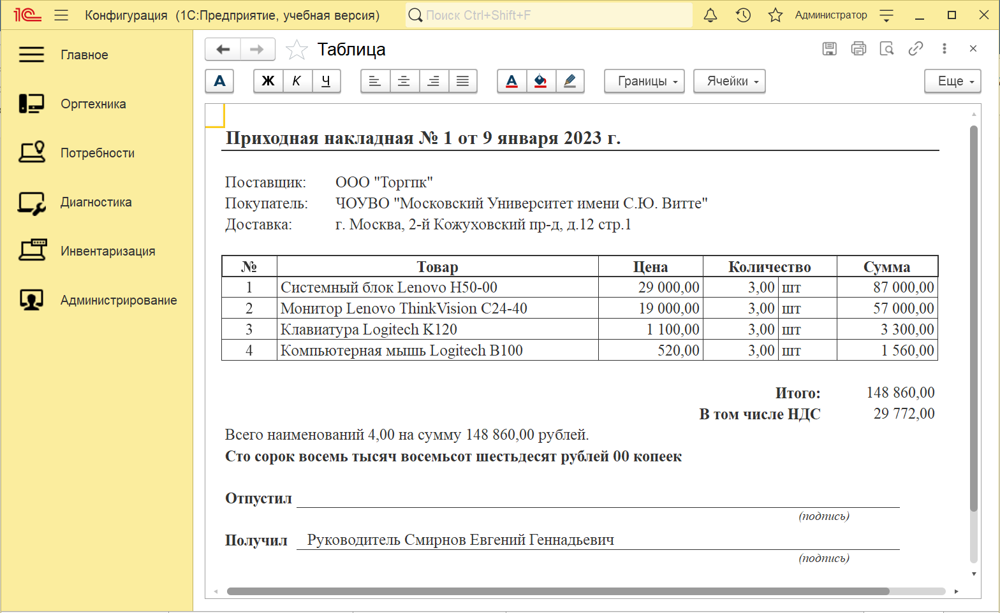 1С Конфигурация (1С:Предприятие, учебная версия) Поиск Ctrl+Shift+F Администратор
Главное
Оргтехника
Потребности
Диагностика
Инвентаризация
Администрирование
Таблица
А Ж К Ч А Границы Ячейки Еще
Приходная накладная № 1 от 9 января 2023 г.
Поставщик: ООО "Торгпк"
Покупатель: ЧОУВО "Московский Университет имени С.Ю. Витте"
Доставка: г. Москва, 2-й Кожуховский пр-д, д.12 стр.1
№ Товар Цена Количество Сумма
1 Системный блок Lenovo H50-00 29 000,00 3,00 шт 87 000,00
2 Монитор Lenovo ThinkVision C24-40 19 000,00 3,00 шт 57 000,00
3 Клавиатура Logitech K120 1 100,00 3,00 шт 3 300,00
4 Компьютерная мышь Logitech B100 520,00 3,00 шт 1 560,00
Итого: 148 860,00
В том числе НДС 29 772,00
Всего наименований 4,00 на сумму 148 860,00 рублей.
Сто сорок восемь тысяч восемьсот шестьдесят рублей 00 копеек
Отпустил
(подпись)
Получил Руководитель Смирнов Евгений Геннадьевич
(подпись)